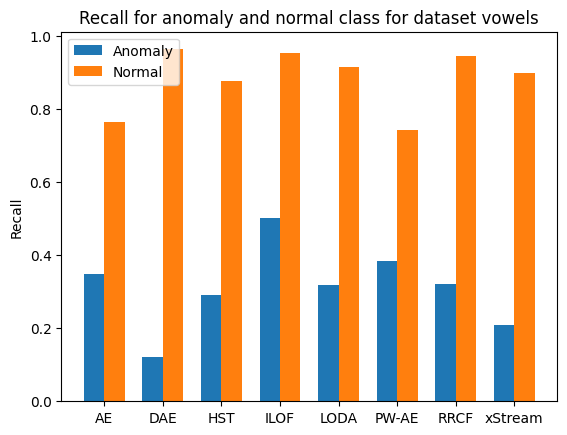 Recall for anomaly and normal class for dataset vowels
Anomaly
Normal
1.0
0.8
0.6
0.4
0.2
0.0
Recall
AE DAE HST ILOF LODA PW-AE RRCF xStream